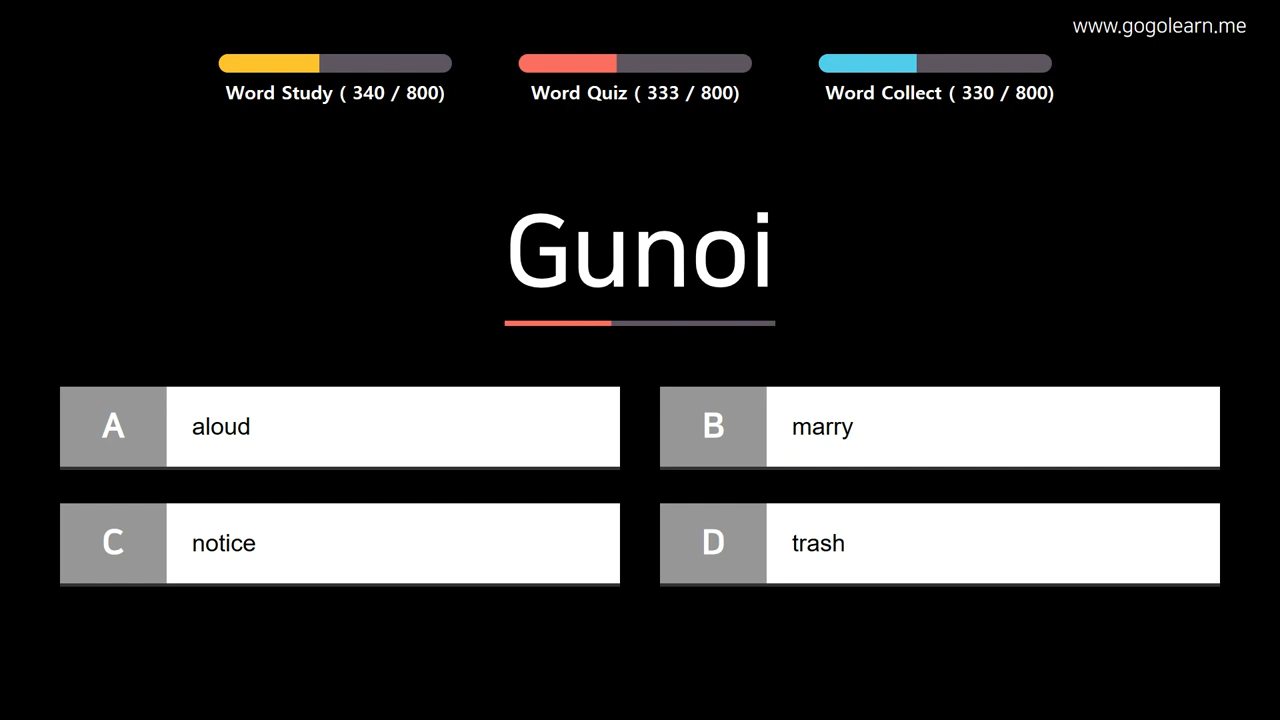 www.gogolearn.me
Word Study ( 340 / 800)
Word Quiz ( 333 / 800)
Word Collect ( 330 / 800)
Gunoi
A aloud
B marry
C notice
D trash